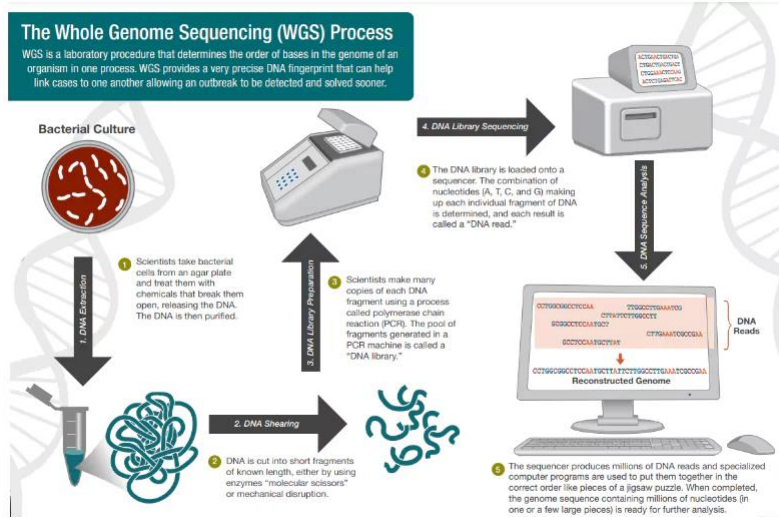 The Whole Genome Sequencing (WGS) Process
WGS is a laboratory procedure that determines the order of bases in the genome of an
organism in one process. WGS provides a very precise DNA fingerprint that can help
link cases to one another allowing an outbreak to be detected and solved sooner.
Bacterial Culture
1. DNA Extraction
1
Scientists take bacterial
cells from an agar plate
and treat them with
chemicals that break them
open, releasing the DNA.
The DNA is then purified.
2. DNA Shearing
2
DNA is cut into short fragments
of known length, either by using
enzymes "molecular scissors"
or mechanical disruption.
3. DNA Library Preparation
3
Scientists make many
copies of each DNA
fragment using a process
called polymerase chain
reaction (PCR). The pool of
fragments generated in a
PCR machine is called a
"DNA library."
4. DNA Library Sequencing
4
The DNA library is loaded onto a
sequencer. The combination of
nucleotides (A, T, C, and G) making
up each individual fragment of DNA
is determined, and each result is
called a "DNA read."
5. DNA Sequence Analysis
CCTGGCGGCCTCCAA
TTGGCCTTGAAATCG
CTTATTCTTGGCCTT
GCGGCCTCCAATGCT
CTTGAAATCGCCGAA
GCCTCCAATGCTTAT
DNA
Reads
CCTGGCGGCCTCCAATGCTTATTCTTGGCCTTGAAATCGCCGAA
Reconstructed Genome
5
The sequencer produces millions of DNA reads and specialized
computer programs are used to put them together in the
correct order like pieces of a jigsaw puzzle. When completed,
the genome sequence containing millions of nucleotides (in
one or a few large pieces) is ready for further analysis.